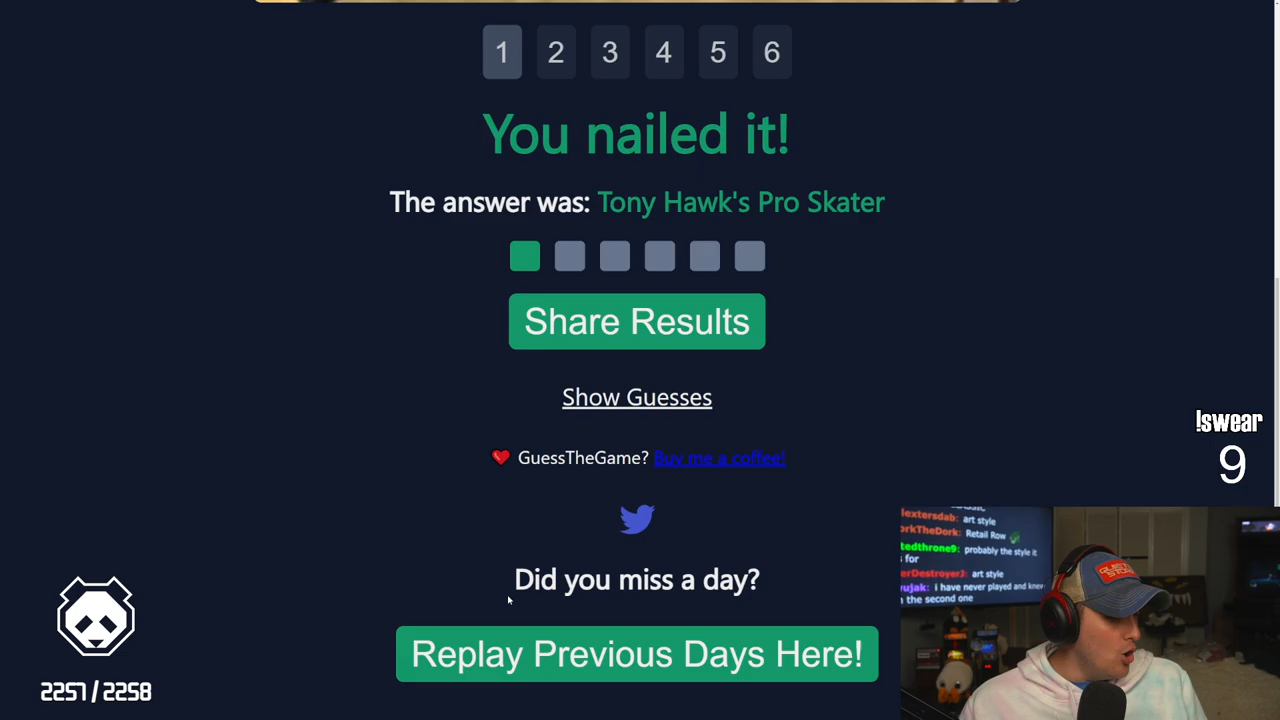 1 2 3 4 5 6
You nailed it!
The answer was: Tony Hawk's Pro Skater
Share Results
Show Guesses
GuessTheGame? Buy me a coffee!
Did you miss a day?
Replay Previous Days Here!
!swear
9
2257 / 2258
art style
Retail Row
tedthrone9: probably the style it
for
art style
i have never played and knew
the second one